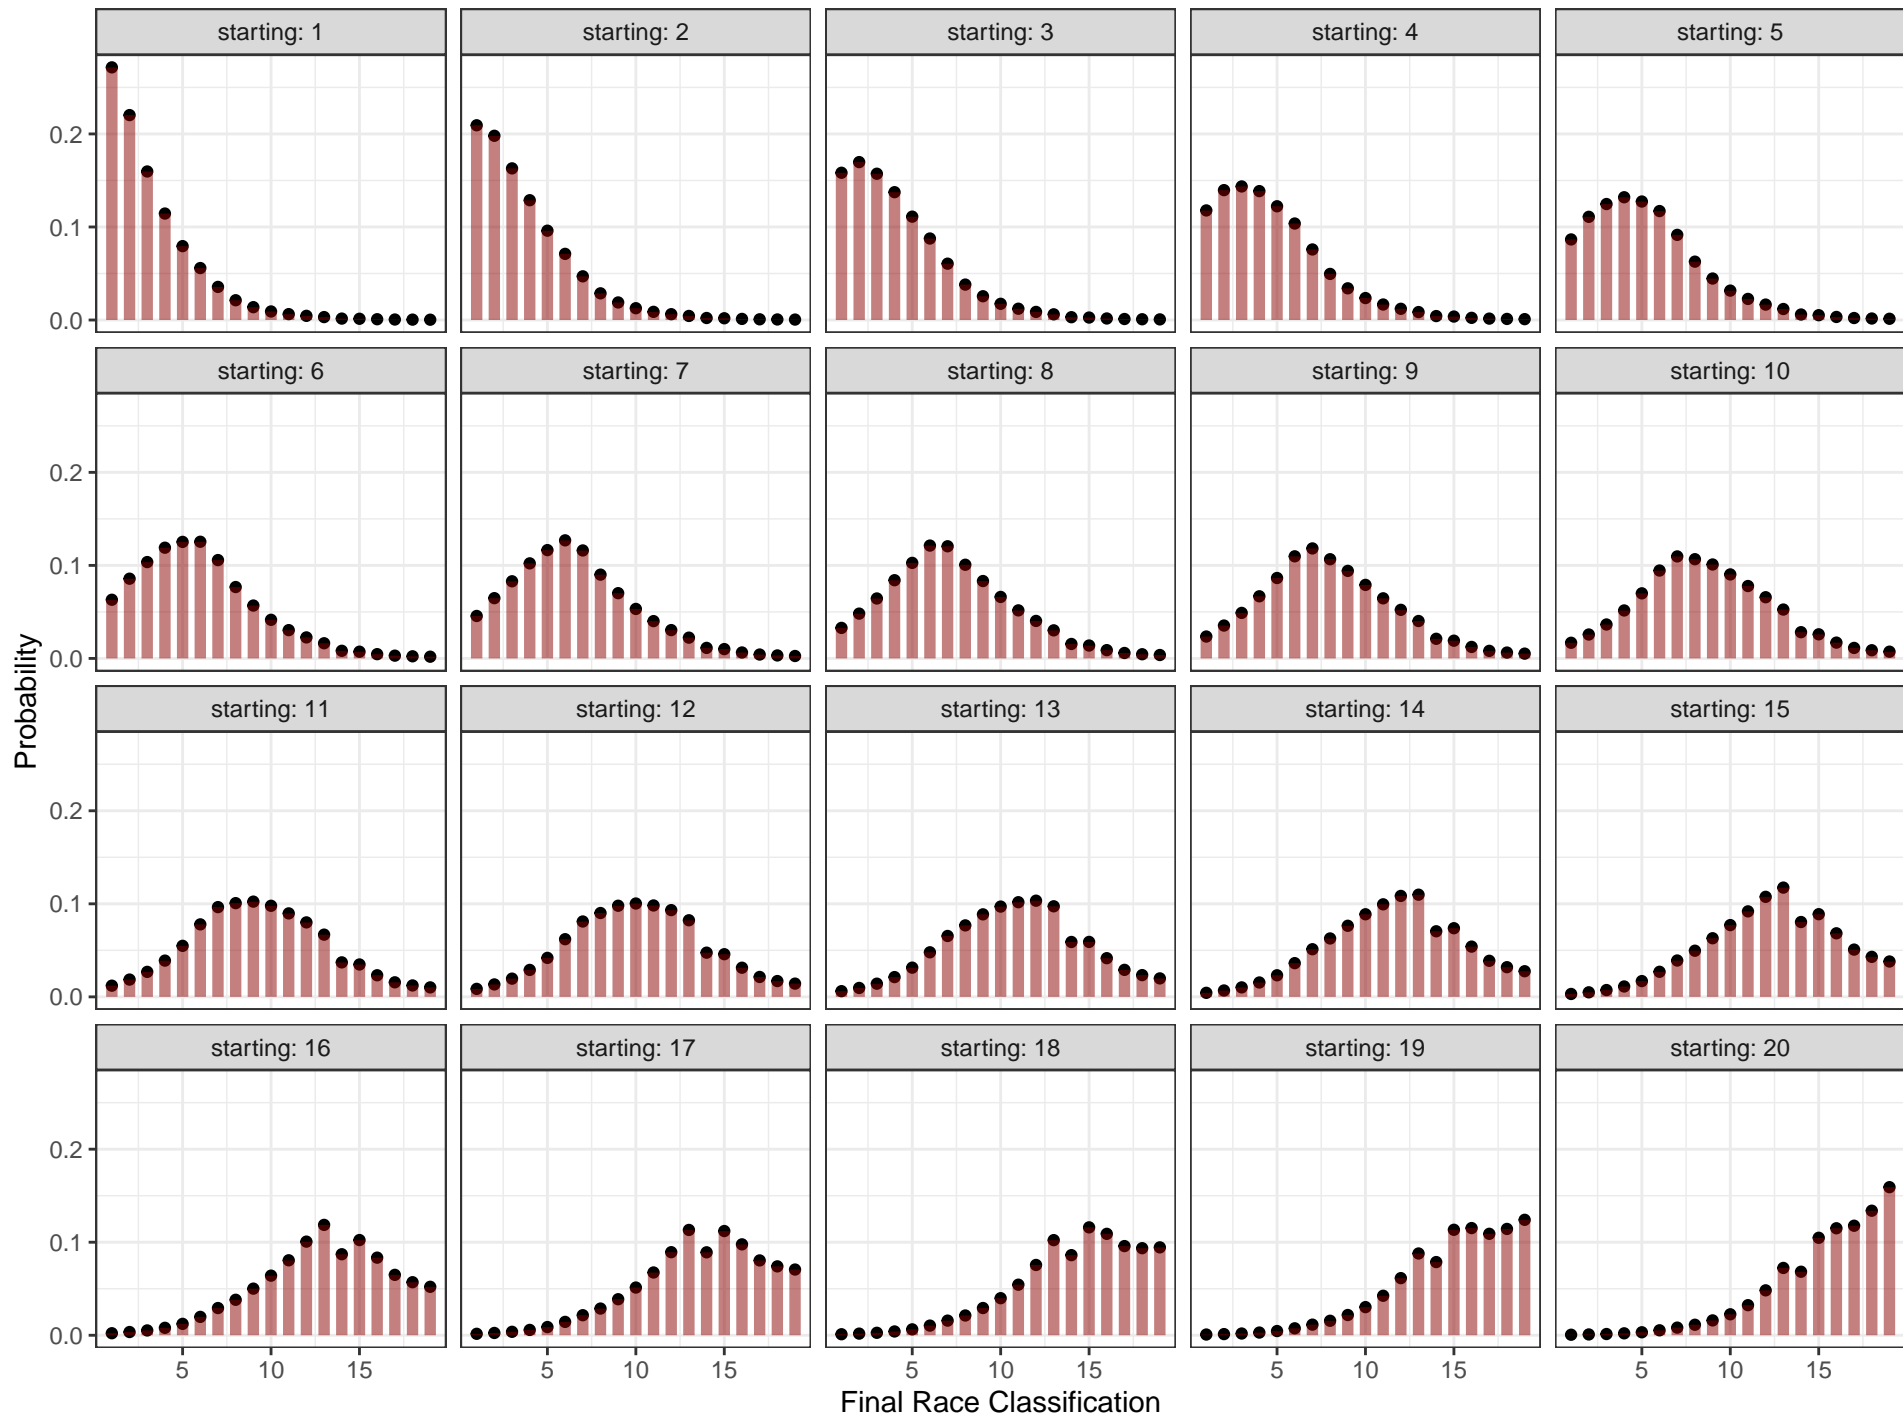 starting: 1
starting: 2
starting: 3
starting: 4
starting: 5
0.2
0.1
0.0
starting: 6
starting: 7
starting: 8
starting: 9
starting: 10
0.2
0.1
0.0
starting: 11
starting: 12
starting: 13
starting: 14
starting: 15
0.2
0.1
0.0
starting: 16
starting: 17
starting: 18
starting: 19
starting: 20
0.2
0.1
0.0
5 10 15
5 10 15
5 10 15
5 10 15
5 10 15
Probability
Final Race Classification